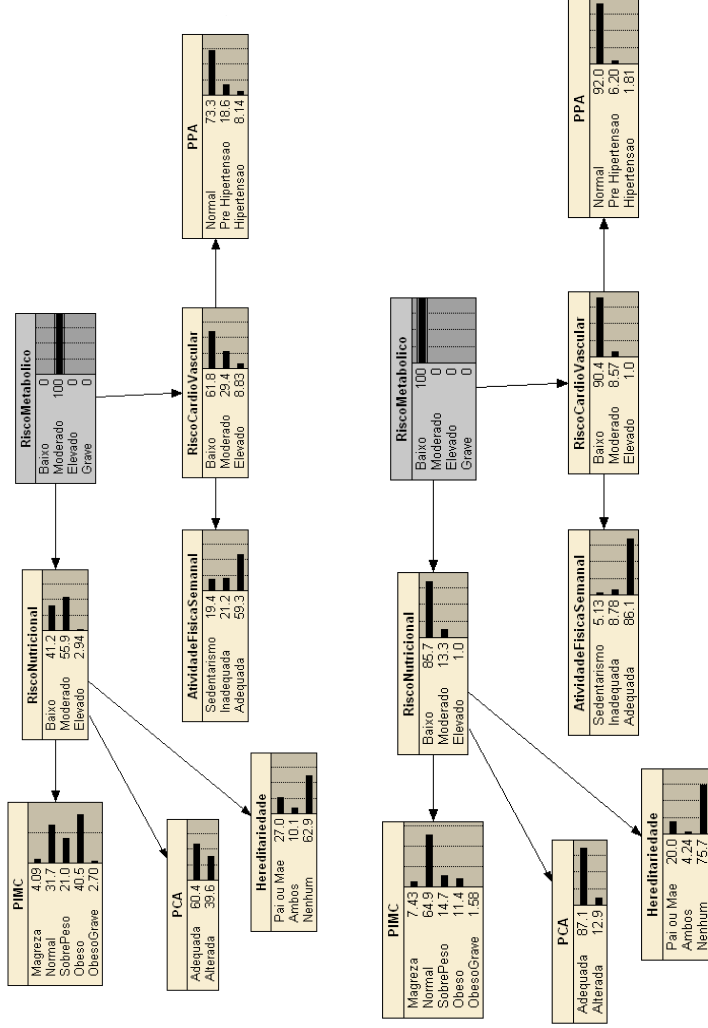 PIMC
Magreza 4.09
Normal 31.7
SobrePeso 21.0
Obeso 40.5
ObesoGrave 2.70
RiscoNutricional
Baixo 41.2
Moderado 55.9
Elevado 2.94
RiscoMetabolico
Baixo 0
Moderado 100
Elevado 0
Grave 0
PCA
Adequada 60.4
Alterada 39.6
Hereditariedade
Pai ou Mae 27.0
Ambos 10.1
Nenhum 62.9
AtividadeFisicaSemanal
Sedentarismo 19.4
Inadequada 21.2
Adequada 59.3
RiscoCardioVascular
Baixo 61.8
Moderado 29.4
Elevado 8.83
PPA
Normal 73.3
Pre Hipertensao 18.6
Hipertensao 8.14
PIMC
Magreza 7.43
Normal 64.9
SobrePeso 14.7
Obeso 11.4
ObesoGrave 1.58
RiscoNutricional
Baixo 85.7
Moderado 13.3
Elevado 1.0
RiscoMetabolico
Baixo 100
Moderado 0
Elevado 0
Grave 0
PCA
Adequada 87.1
Alterada 12.9
Hereditariedade
Pai ou Mae 20.0
Ambos 4.24
Nenhum 75.7
AtividadeFisicaSemanal
Sedentarismo 5.13
Inadequada 8.78
Adequada 86.1
RiscoCardioVascular
Baixo 90.4
Moderado 8.57
Elevado 1.0
PPA
Normal 92.0
Pre Hipertensao 6.20
Hipertensao 1.81